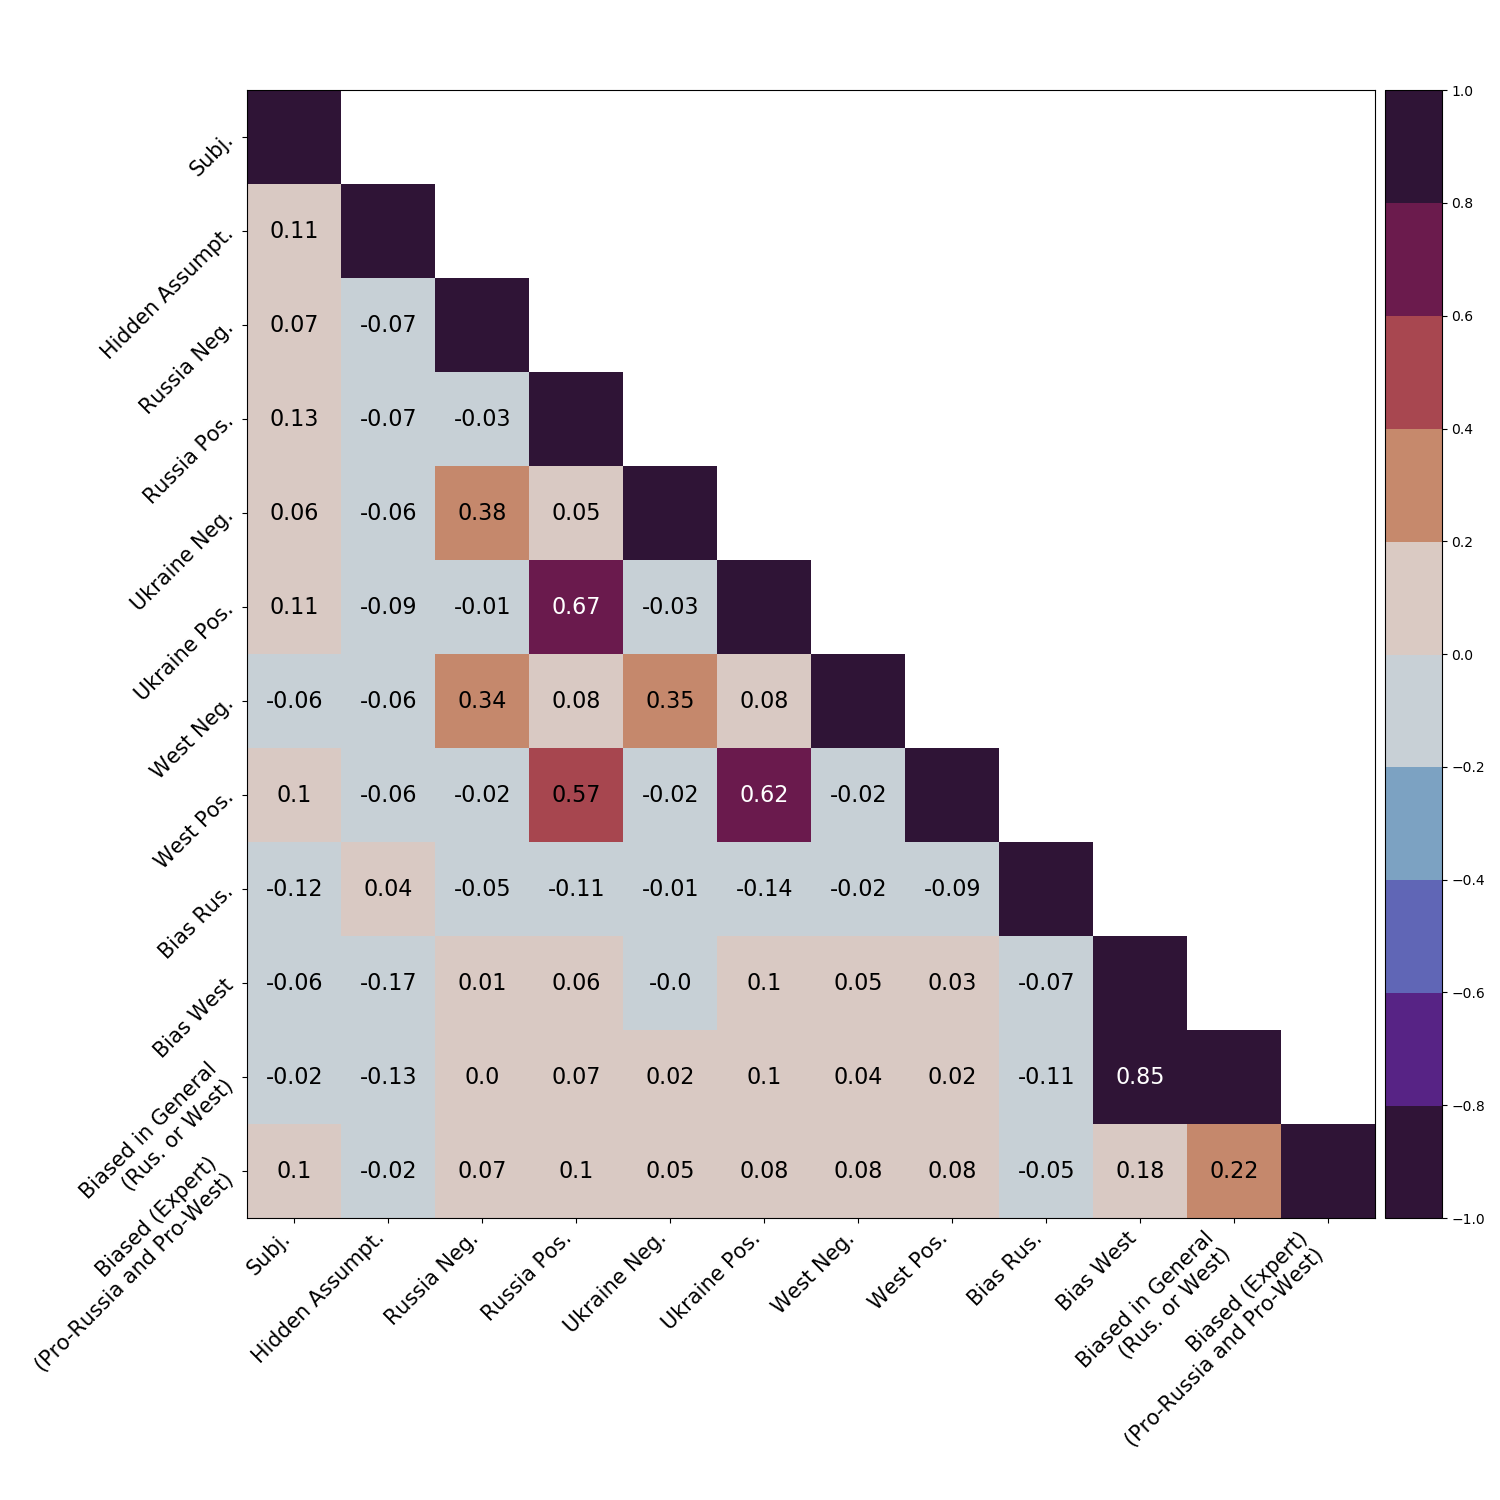 1.0
Subj.
0.8
Hidden Assumpt.
0.11
Russia Neg.
0.07 -0.07
0.6
Russia Pos.
0.13 -0.07 -0.03
0.4
Ukraine Neg.
0.06 -0.06 0.38 0.05
0.2
Ukraine Pos.
0.11 -0.09 -0.01 0.67 -0.03
0.0
West Neg.
-0.06 -0.06 0.34 0.08 0.35 0.08
−0.2
West Pos.
0.1 -0.06 -0.02 0.57 -0.02 0.62 -0.02
−0.4
Bias Rus.
-0.12 0.04 -0.05 -0.11 -0.01 -0.14 -0.02 -0.09
−0.6
Bias West
-0.06 -0.17 0.01 0.06 -0.0 0.1 0.05 0.03 -0.07
Biased in General
(Rus. or West)
-0.02 -0.13 0.0 0.07 0.02 0.1 0.04 0.02 -0.11 0.85
−0.8
Biased (Expert)
(Pro-Russia and Pro-West)
0.1 -0.02 0.07 0.1 0.05 0.08 0.08 0.08 -0.05 0.18 0.22
−1.0
Subj.
Hidden Assumpt.
Russia Neg.
Russia Pos.
Ukraine Neg.
Ukraine Pos.
West Neg.
West Pos.
Bias Rus.
Bias West
Biased in General
(Rus. or West)
Biased (Expert)
(Pro-Russia and Pro-West)